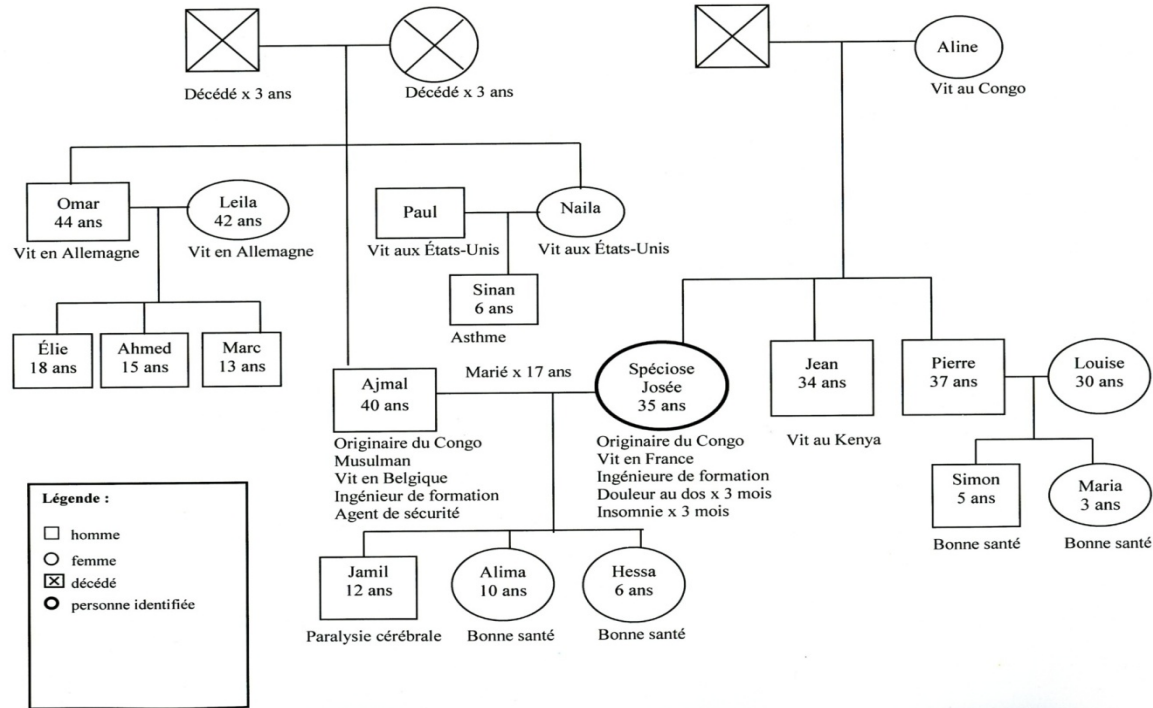 Décédé x 3 ans
Décédé x 3 ans
Aline
Vit au Congo
Omar
44 ans
Vit en Allemagne
Leila
42 ans
Vit en Allemagne
Paul
Vit aux États-Unis
Naila
Vit aux États-Unis
Sinan
6 ans
Asthme
Élie
18 ans
Ahmed
15 ans
Marc
13 ans
Ajmal
40 ans
Originaire du Congo
Musulman
Vit en Belgique
Ingénieur de formation
Agent de sécurité
Marié x 17 ans
Spéciose
Josée
35 ans
Originaire du Congo
Vit en France
Ingénieure de formation
Douleur au dos x 3 mois
Insomnie x 3 mois
Jean
34 ans
Vit au Kenya
Pierre
37 ans
Louise
30 ans
Simon
5 ans
Bonne santé
Maria
3 ans
Bonne santé
Jamil
12 ans
Paralysie cérébrale
Alima
10 ans
Bonne santé
Hessa
6 ans
Bonne santé
Légende :
homme
femme
décédé
personne identifiée